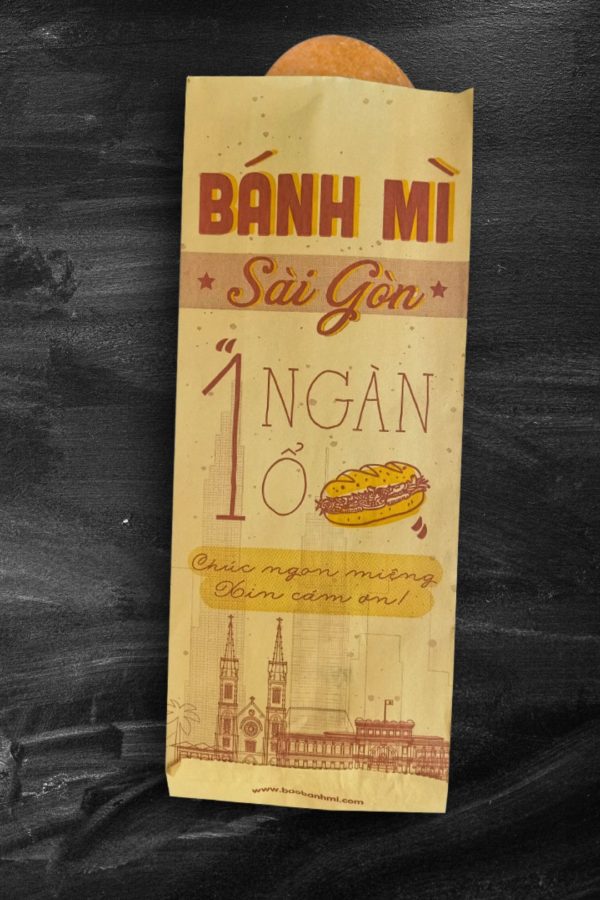 BÁNH MÌ
Sài Gòn
"1 NGÀN
Ổ"
Chúc ngon miệng
Xin cám ơn!
www.baobanhmi.com